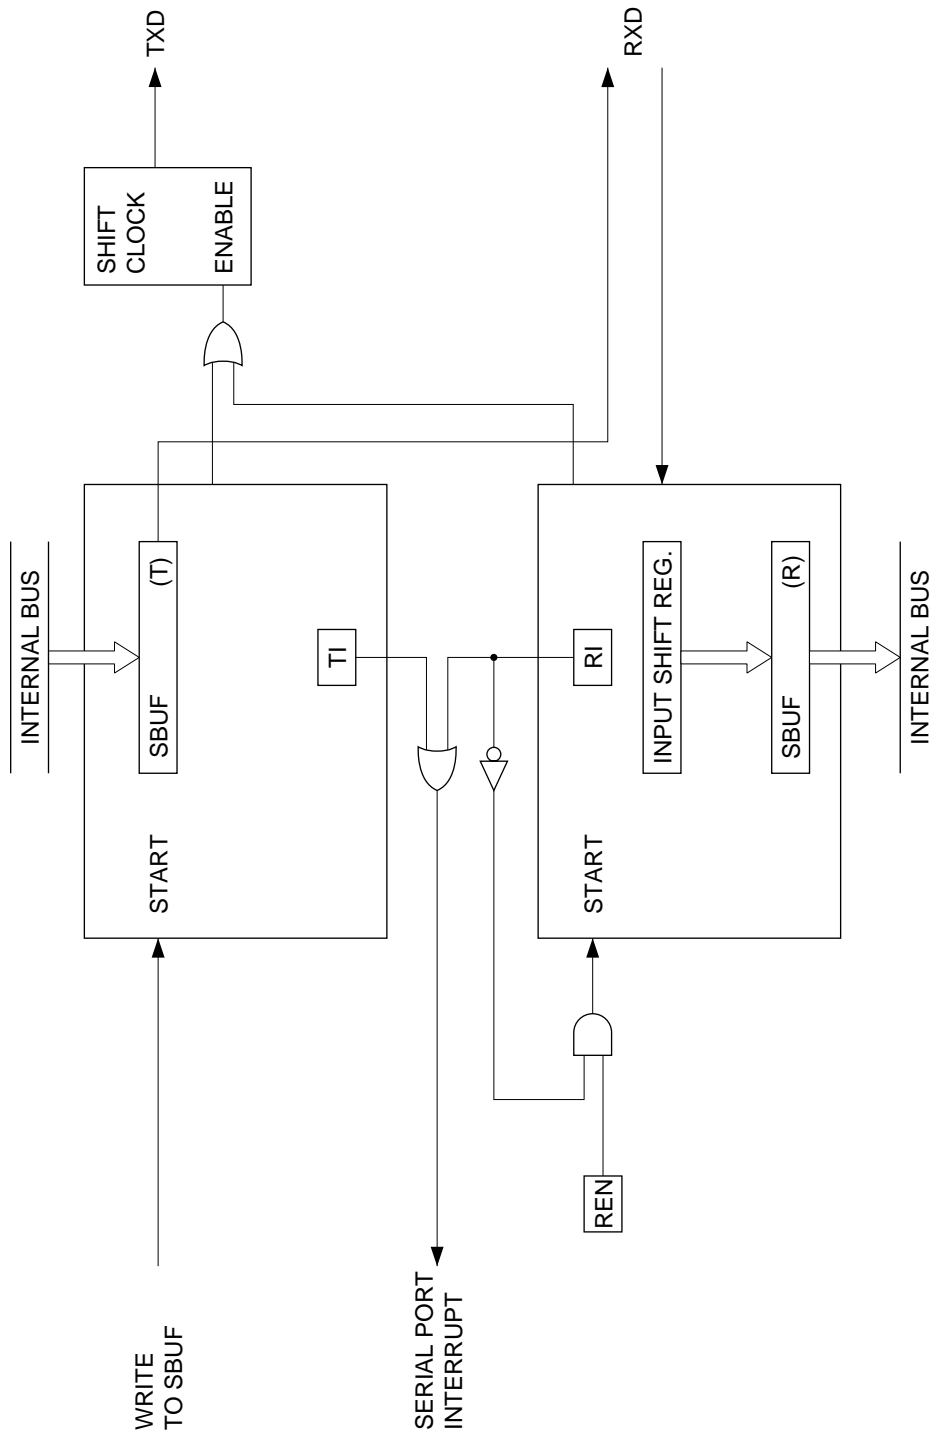 INTERNAL BUS
WRITE
TO SBUF
START
SBUF (T)
SHIFT
CLOCK
ENABLE
TXD
TI
SERIAL PORT
INTERRUPT
REN
START
RI
RXD
INPUT SHIFT REG.
SBUF (R)
INTERNAL BUS